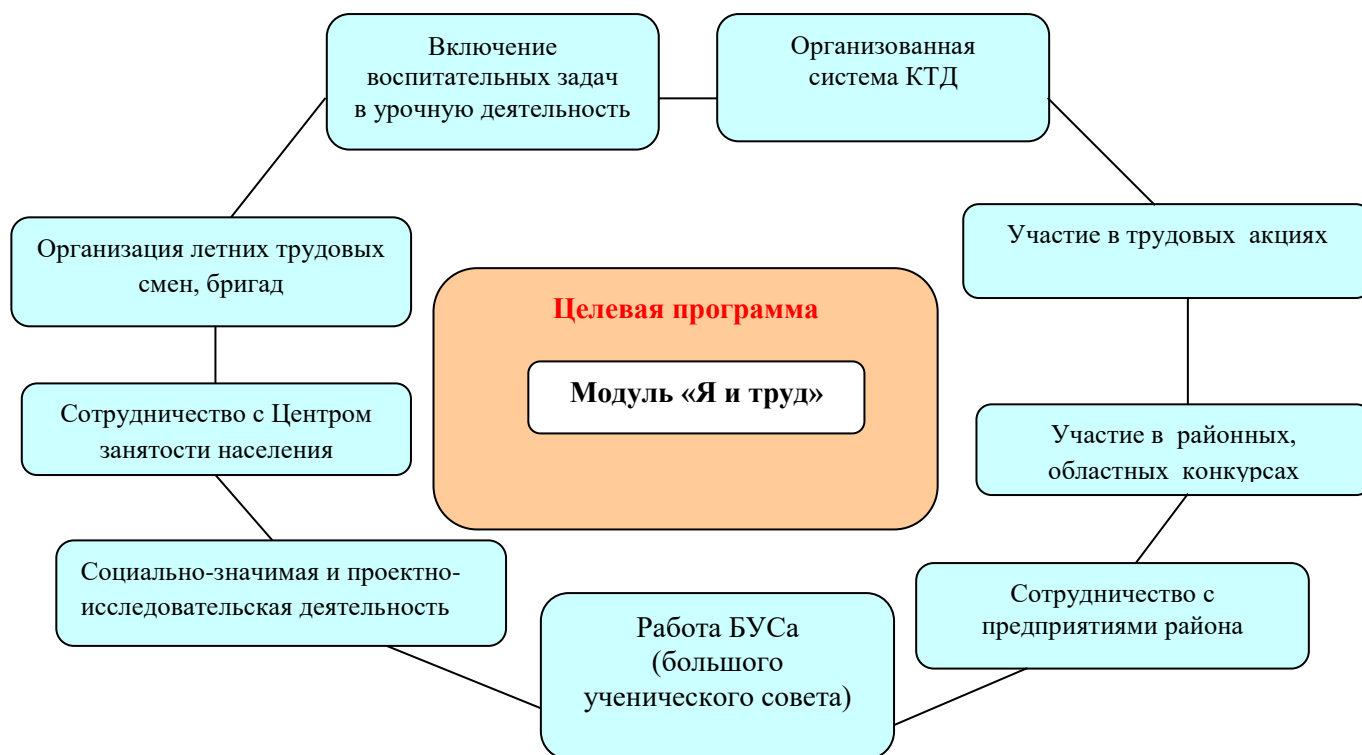 Включение
воспитательных задач
в урочную деятельность
Организованная
система КТД
Организация летних трудовых
смен, бригад
Участие в трудовых акциях
Целевая программа
Модуль «Я и труд»
Сотрудничество с Центром
занятости населения
Участие в районных,
областных конкурсах
Социально-значимая и проектно-
исследовательская деятельность
Работа БУСа
(большого
ученического совета)
Сотрудничество с
предприятиями района